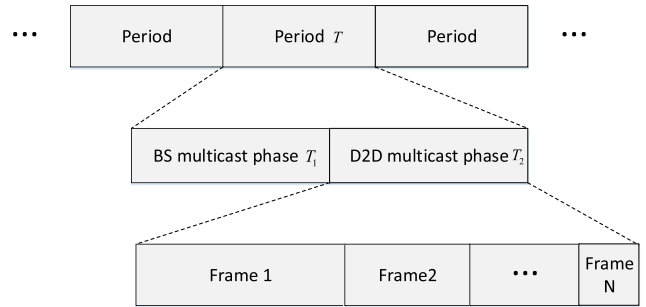 ... Period Period T Period ...
BS multicast phase T₁ D2D multicast phase T₂
Frame 1 Frame2 ... Frame
N